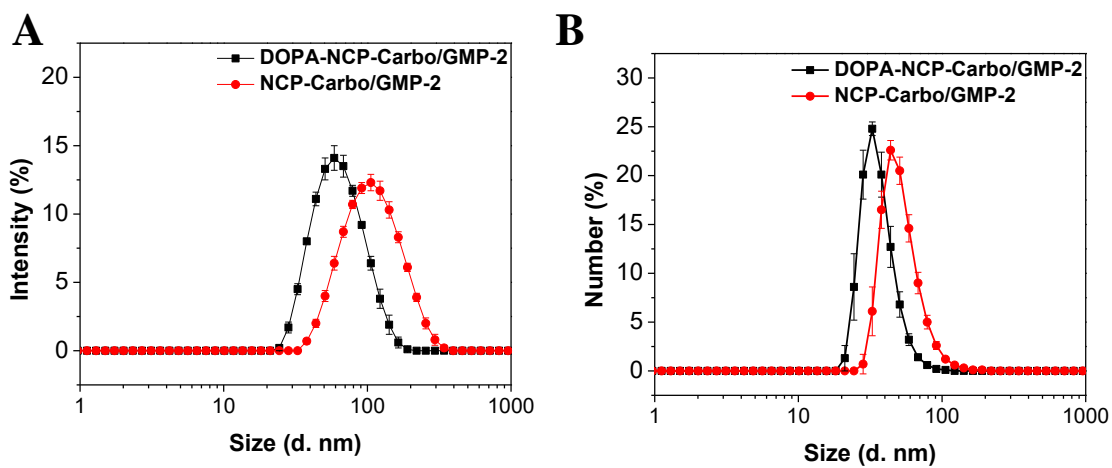 A
DOPA-NCP-Carbo/GMP-2
NCP-Carbo/GMP-2
20
15
10
5
0
Intensity (%)
1
10
100
1000
Size (d. nm)
B
DOPA-NCP-Carbo/GMP-2
NCP-Carbo/GMP-2
30
25
20
15
10
5
0
Number (%)
1
10
100
1000
Size (d. nm)